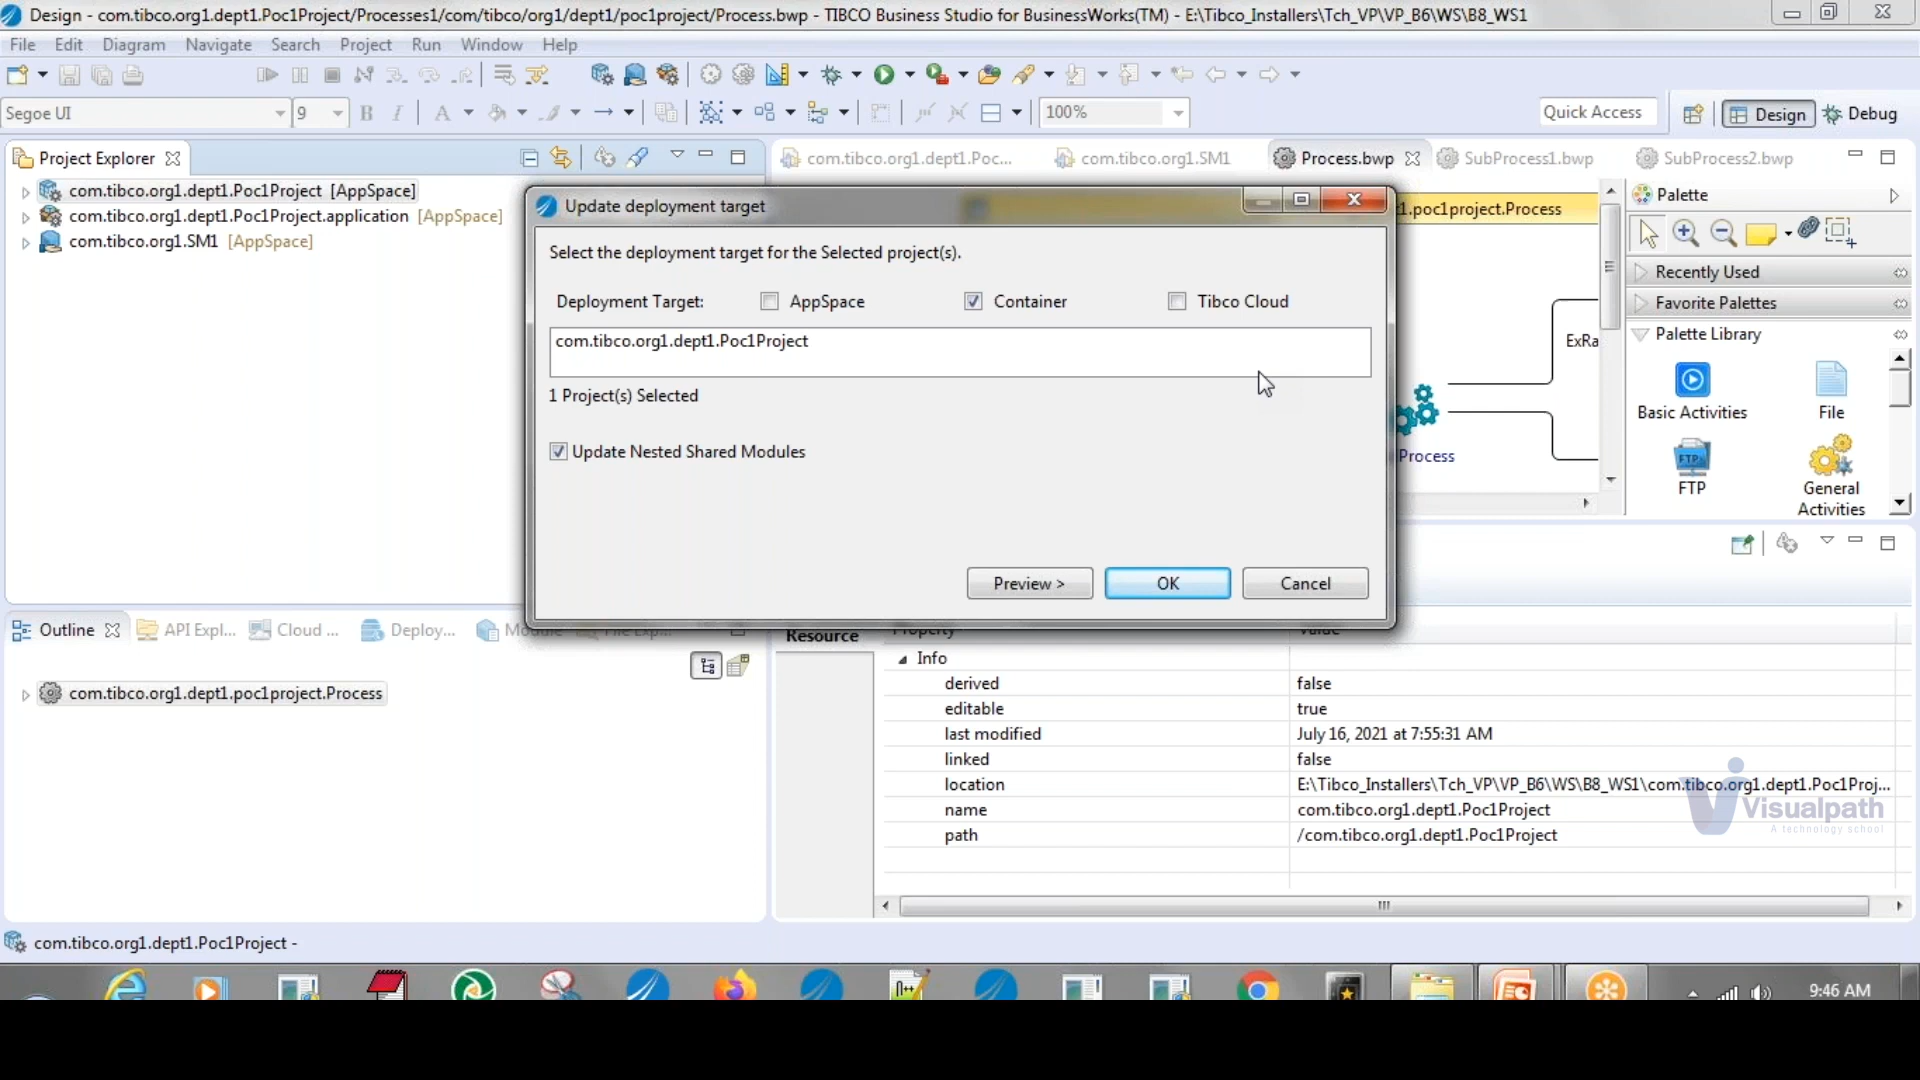 Design - com.tibco.org1.dept1.Poc1Project/Processes1/com/tibco/org1/dept1/poc1project/Process.bwp - TIBCO Business Studio for BusinessWorks(TM) - E:\Tibco_Installers\Tch_VP\VP_B6\WS\B8_WS1
File Edit Diagram Navigate Search Project Run Window Help
Segoe UI 9 B I A 100% Quick Access Design Debug
Project Explorer
com.tibco.org1.dept1.Poc... com.tibco.org1.SM1 Process.bwp SubProcess1.bwp SubProcess2.bwp
com.tibco.org1.dept1.Poc1Project [AppSpace]
com.tibco.org1.dept1.Poc1Project.application [AppSpace]
com.tibco.org1.SM1 [AppSpace]
Update deployment target
Select the deployment target for the Selected project(s).
Deployment Target: AppSpace Container Tibco Cloud
com.tibco.org1.dept1.Poc1Project
1 Project(s) Selected
Update Nested Shared Modules
Preview > OK Cancel
1.poc1project.Process
ExRa
Process
Palette
Recently Used
Favorite Palettes
Palette Library
Basic Activities File
FTP
FTP General
Activities
Outline API Expl... Cloud ... Deploy...
com.tibco.org1.dept1.poc1project.Process
Resource Property Value
Info
derived false
editable true
last modified July 16, 2021 at 7:55:31 AM
linked false
location E:\Tibco_Installers\Tch_VP\VP_B6\WS\B8_WS1\com.tibco.org1.dept1.Poc1Proj...
name com.tibco.org1.dept1.Poc1Project
path /com.tibco.org1.dept1.Poc1Project
Visualpath
A technology school
com.tibco.org1.dept1.Poc1Project -
9:46 AM